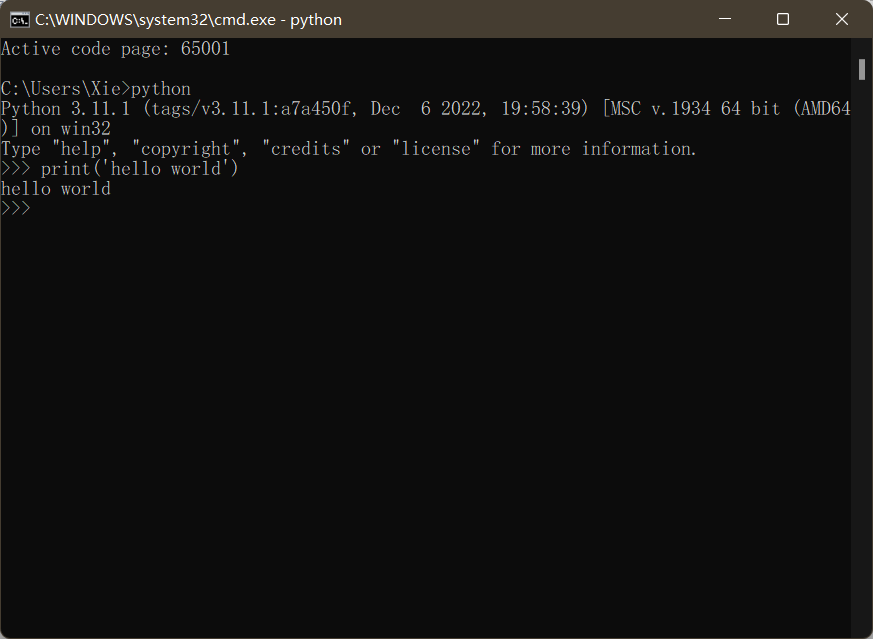 C:\WINDOWS\system32\cmd.exe - python
Active code page: 65001
C:\Users\Xie>python
Python 3.11.1 (tags/v3.11.1:a7a450f, Dec  6 2022, 19:58:39) [MSC v.1934 64 bit (AMD64
)] on win32
Type "help", "copyright", "credits" or "license" for more information.
>>> print('hello world')
hello world
>>>